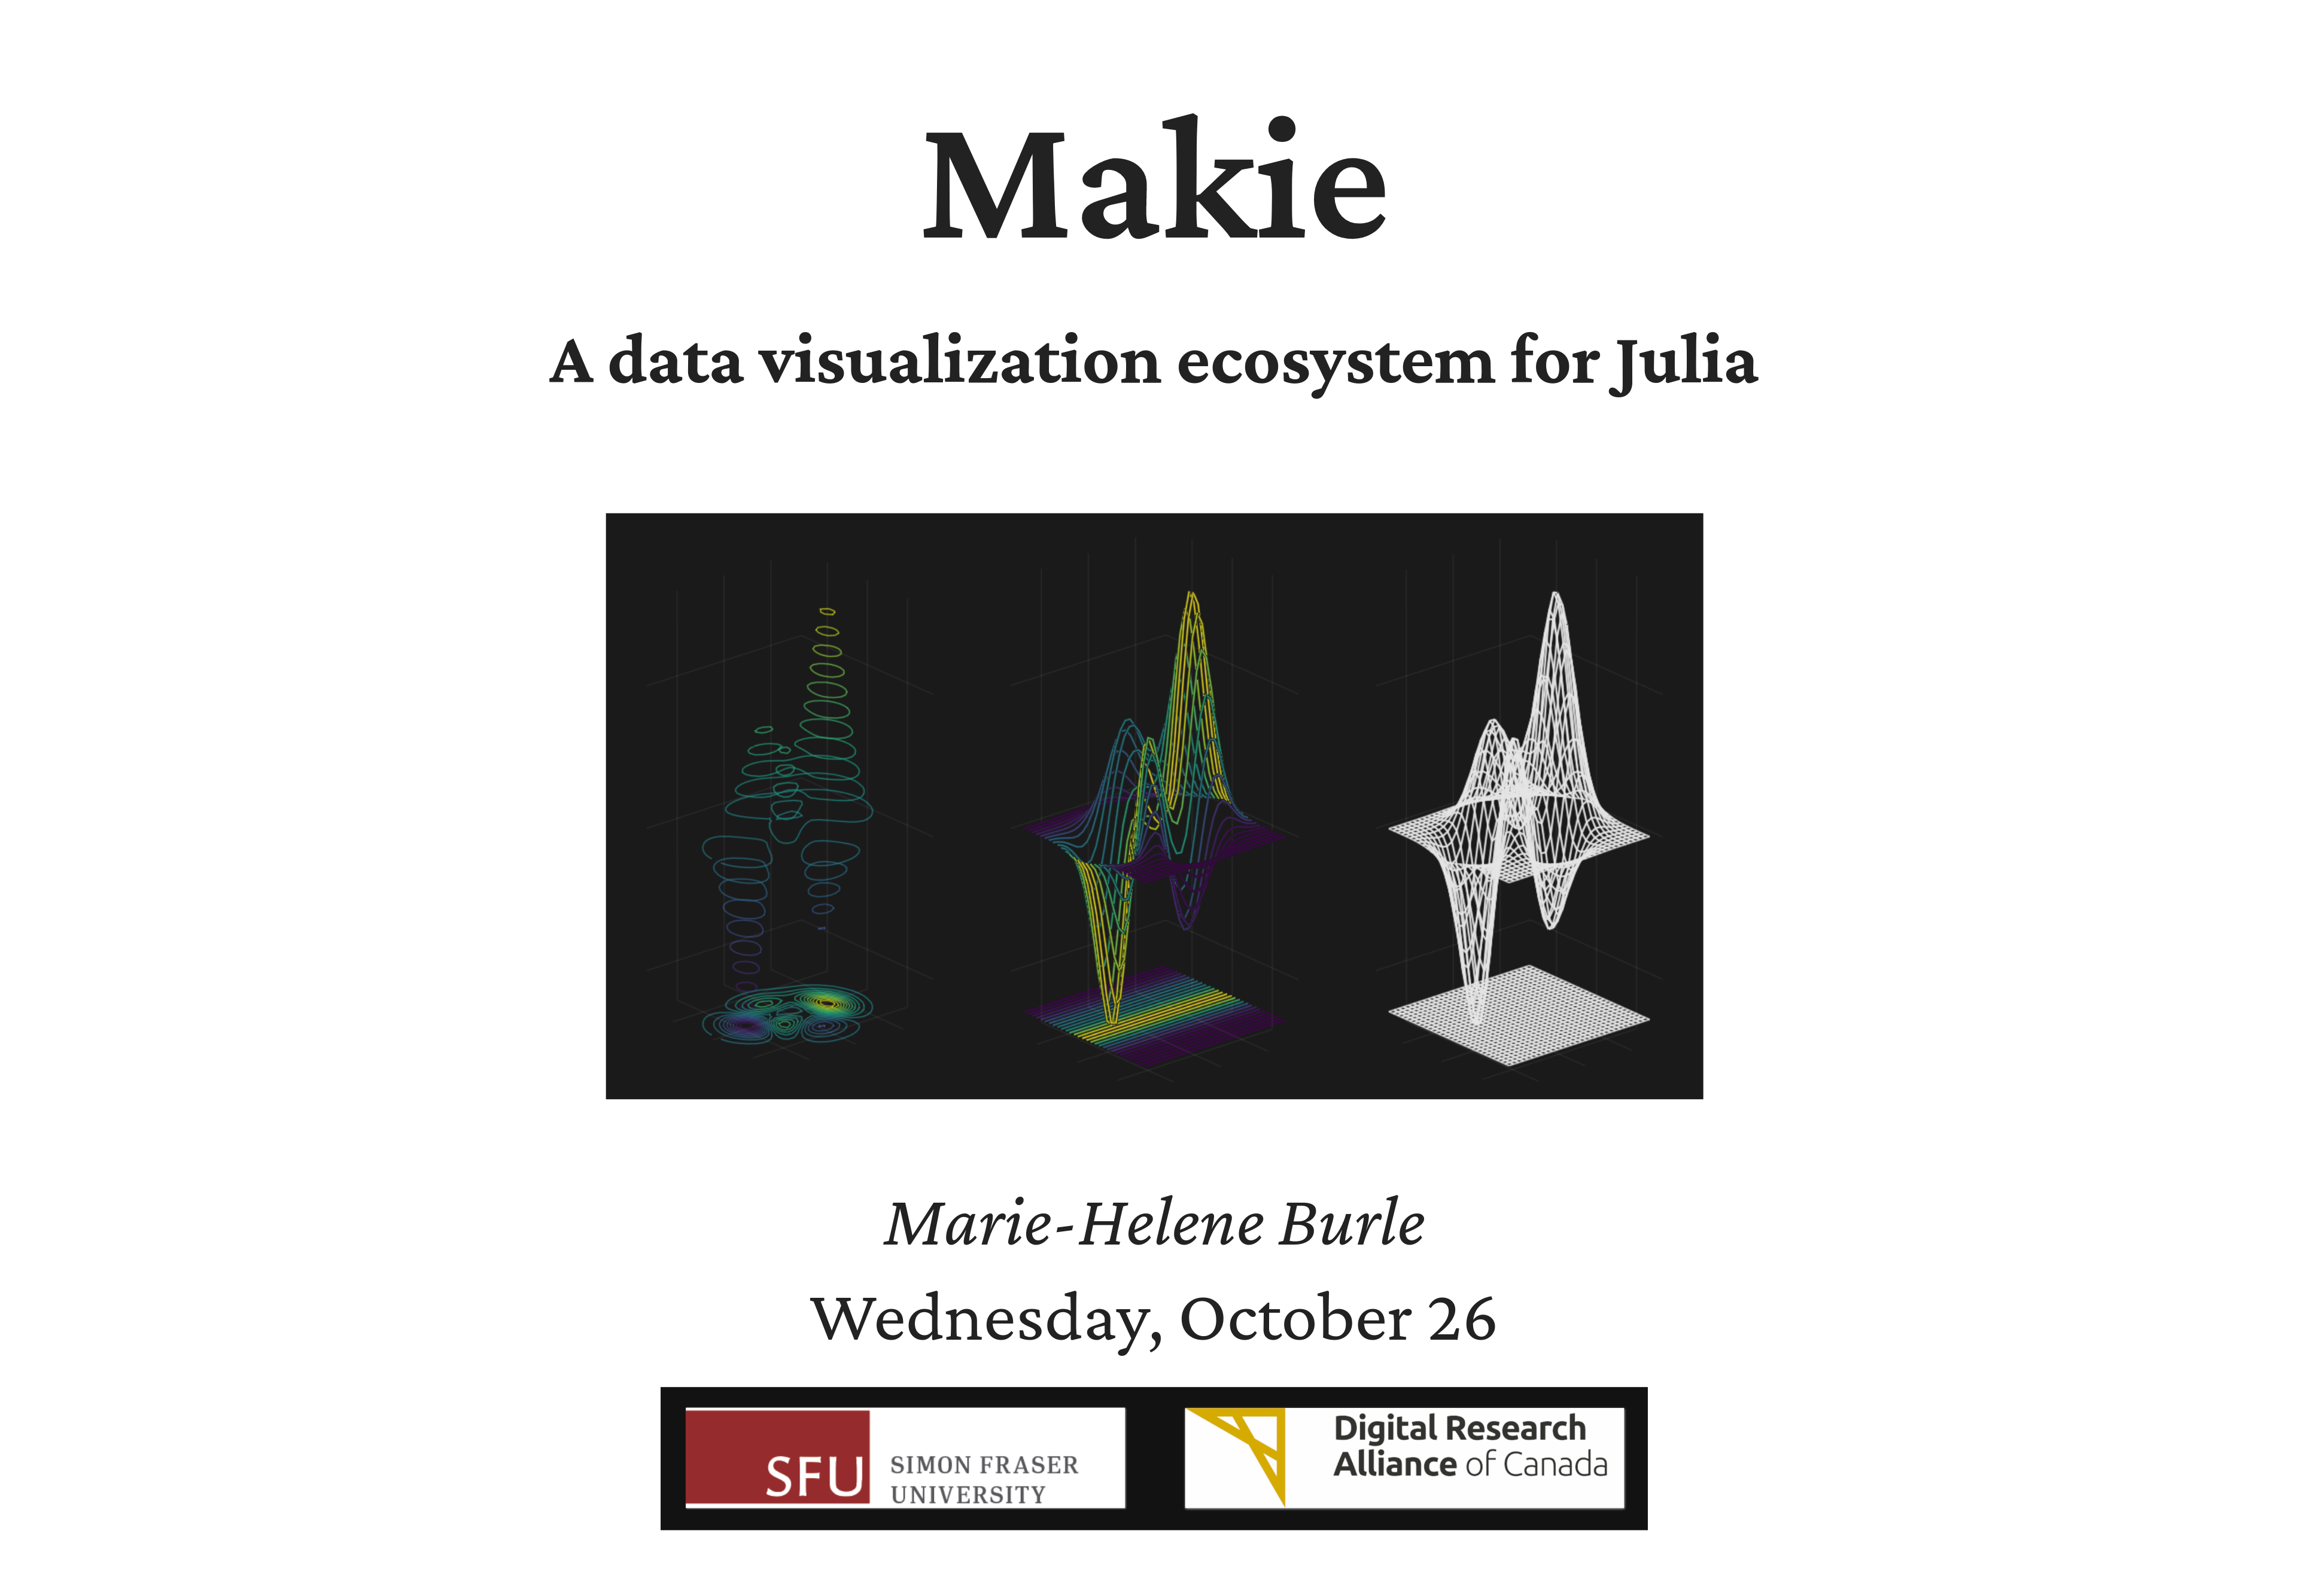 Makie
A data visualization ecosystem for Julia
Marie-Helene Burle
Wednesday, October 26
SFU
SIMON FRASER
UNIVERSITY
Digital Research
Alliance of Canada